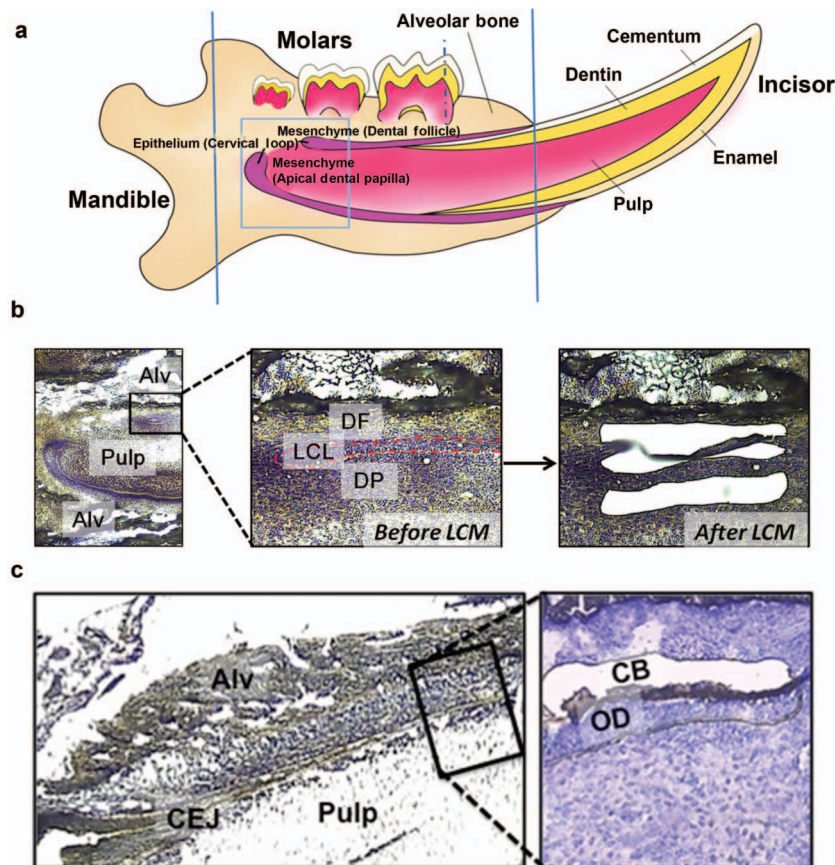 a
Alveolar bone
Molars
Cementum
Dentin
Incisor
Mesenchyme (Dental follicle)
Epithelium (Cervical loop)
Mesenchyme
(Apical dental papilla)
Enamel
Mandible
Pulp
b
Alv
Pulp
Alv
DF
LCL
DP
Before LCM
After LCM
c
Alv
CEJ
Pulp
CB
OD